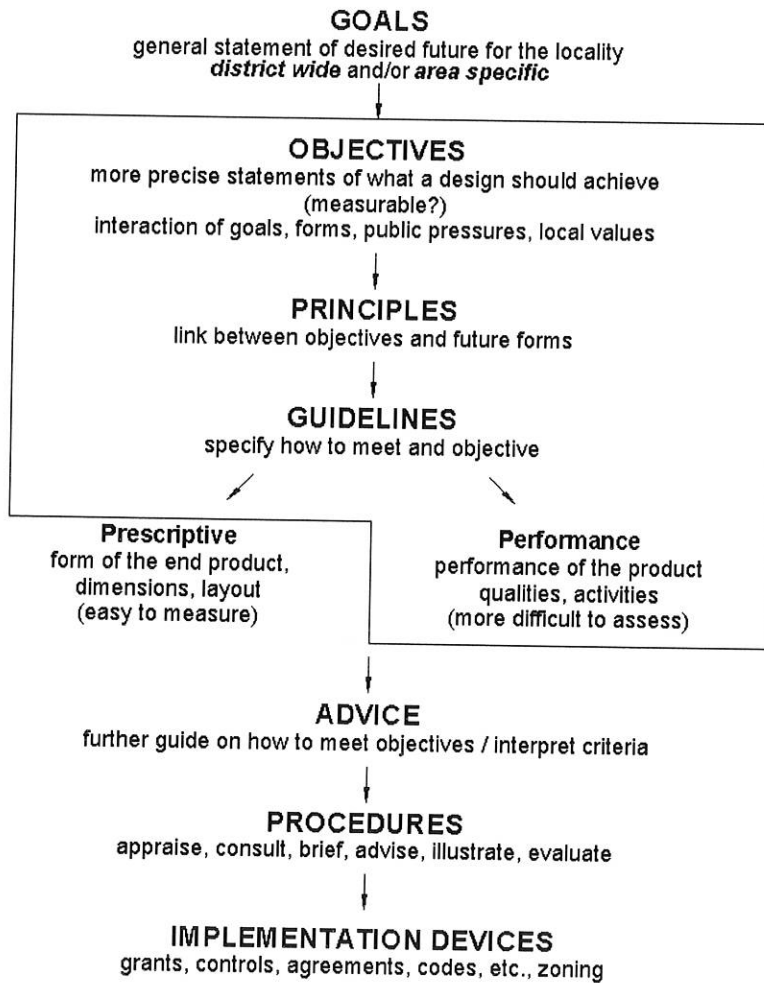 GOALS
general statement of desired future for the locality
district wide and/or area specific
OBJECTIVES
more precise statements of what a design should achieve
(measurable?)
interaction of goals, forms, public pressures, local values
PRINCIPLES
link between objectives and future forms
GUIDELINES
specify how to meet and objective
Prescriptive
form of the end product,
dimensions, layout
(easy to measure)
Performance
performance of the product
qualities, activities
(more difficult to assess)
ADVICE
further guide on how to meet objectives / interpret criteria
PROCEDURES
appraise, consult, brief, advise, illustrate, evaluate
IMPLEMENTATION DEVICES
grants, controls, agreements, codes, etc., zoning